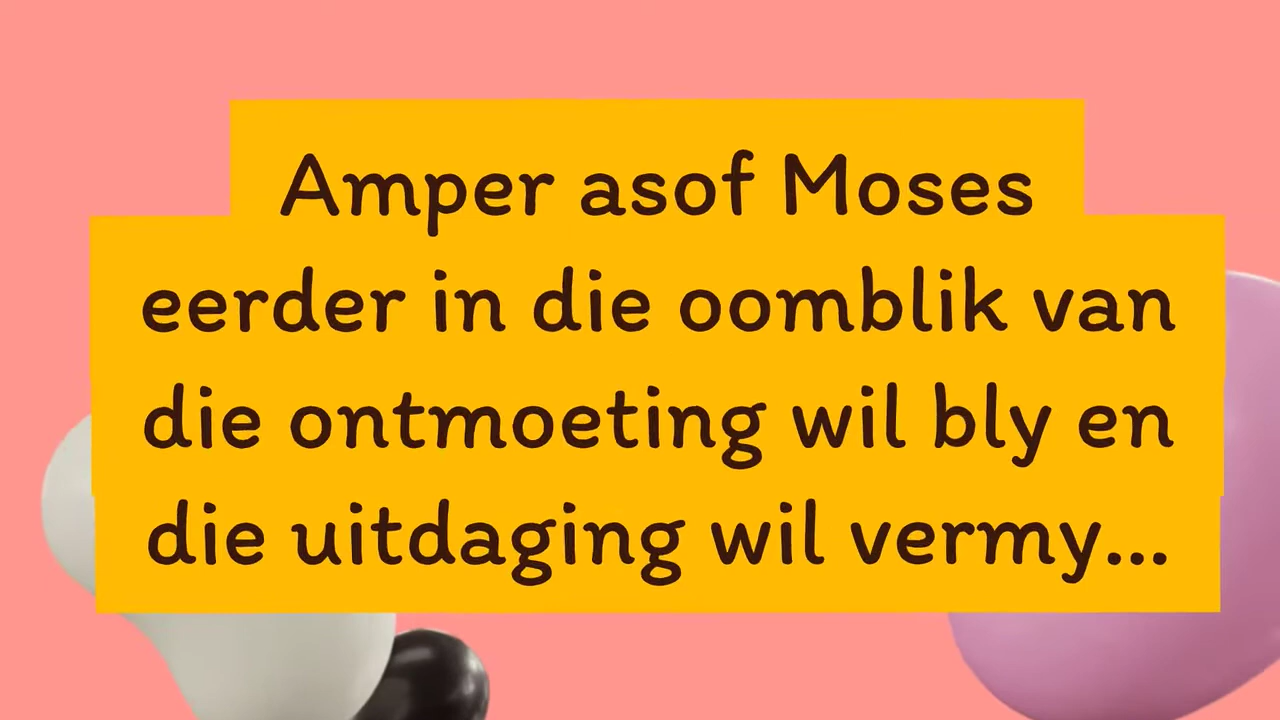 Amper asof Moses
eerder in die oomblik van
die ontmoeting wil bly en
die uitdaging wil vermy...